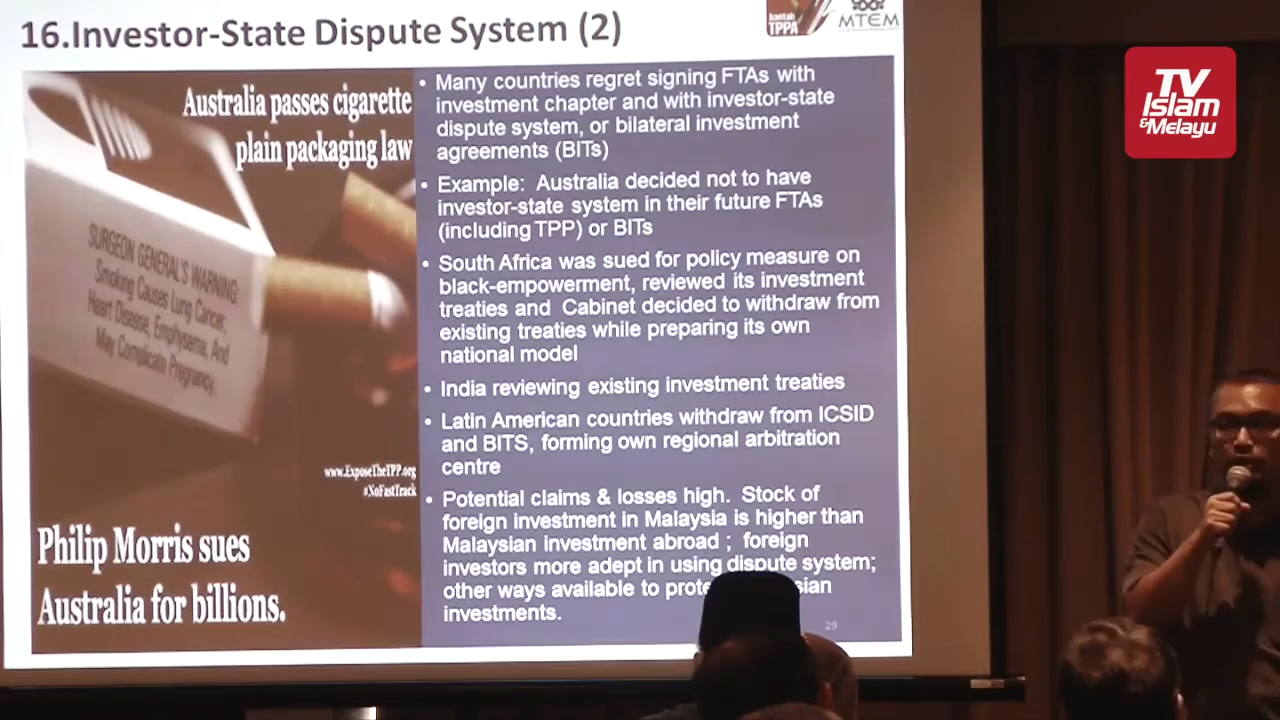 16.Investor-State Dispute System (2)
bantah
TPPA
MTEM
TV
Islam
&Melayu
Australia passes cigarette
plain packaging law
SURGEON GENERAL'S WARNING:
Smoking Causes Lung Cancer,
Heart Disease, Emphysema, And
May Complicate Pregnancy.
www.ExposeTheTPP.org
#NoFastTrack
Philip Morris sues
Australia for billions.
• Many countries regret signing FTAs with
investment chapter and with investor-state
dispute system, or bilateral investment
agreements (BITs)
• Example: Australia decided not to have
investor-state system in their future FTAs
(including TPP) or BITs
• South Africa was sued for policy measure on
black-empowerment, reviewed its investment
treaties and Cabinet decided to withdraw from
existing treaties while preparing its own
national model
• India reviewing existing investment treaties
• Latin American countries withdraw from ICSID
and BITS, forming own regional arbitration
centre
• Potential claims & losses high. Stock of
foreign investment in Malaysia is higher than
Malaysian investment abroad ; foreign
investors more adept in using dispute system;
other ways available to
investments.
29